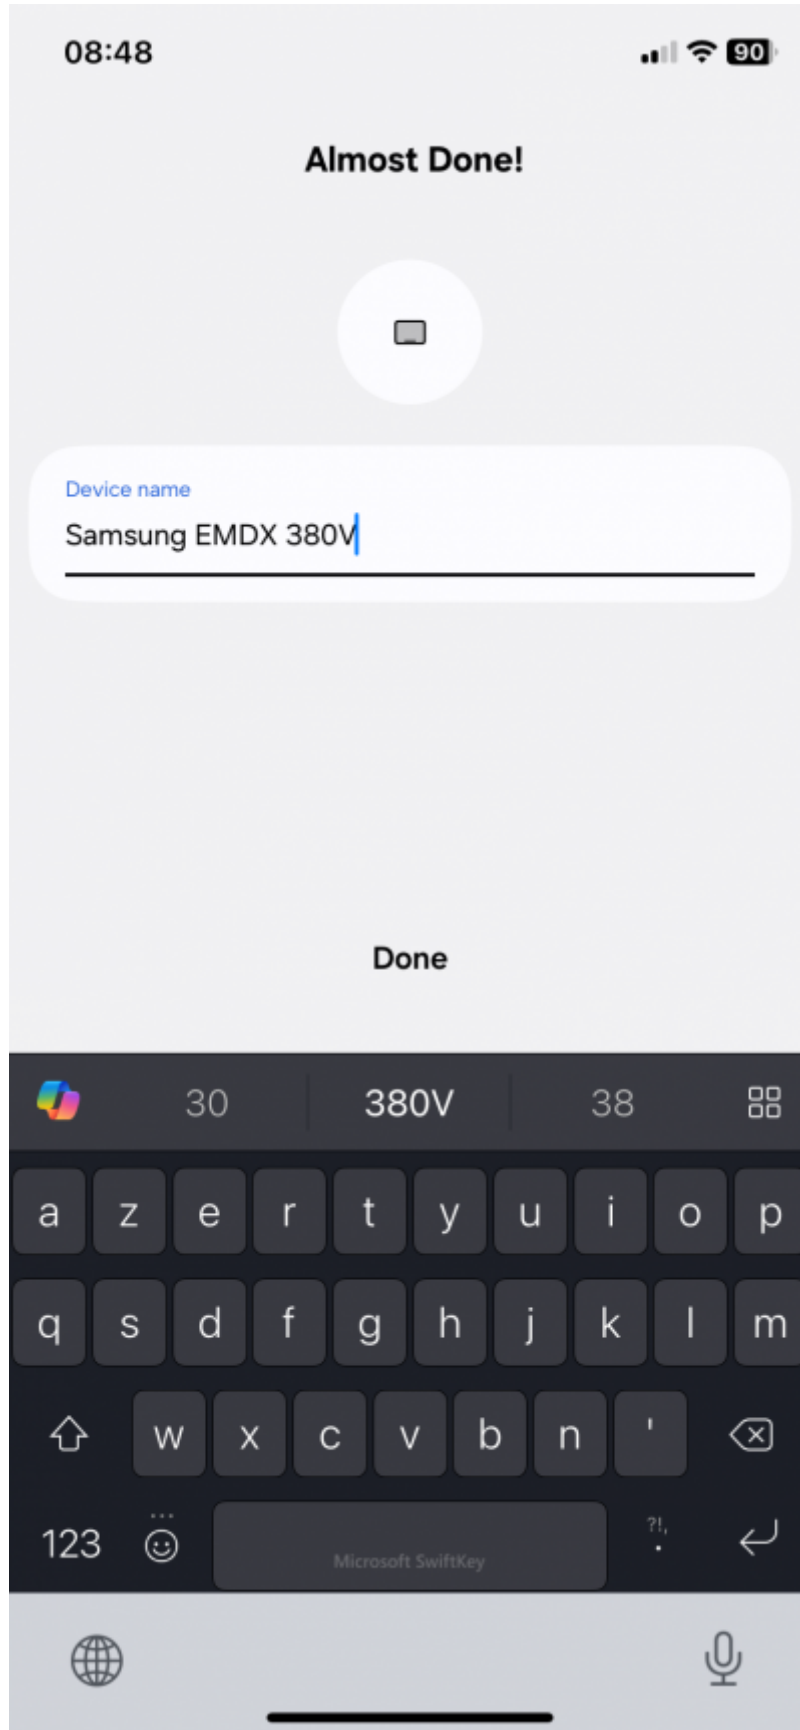 08:48
90
Almost Done!
Device name
Samsung EMDX 380V
Done
30 380V 38
a z e r t y u i o p
q s d f g h j k l m
w x c v b n '
123 ?!, .
Microsoft SwiftKey